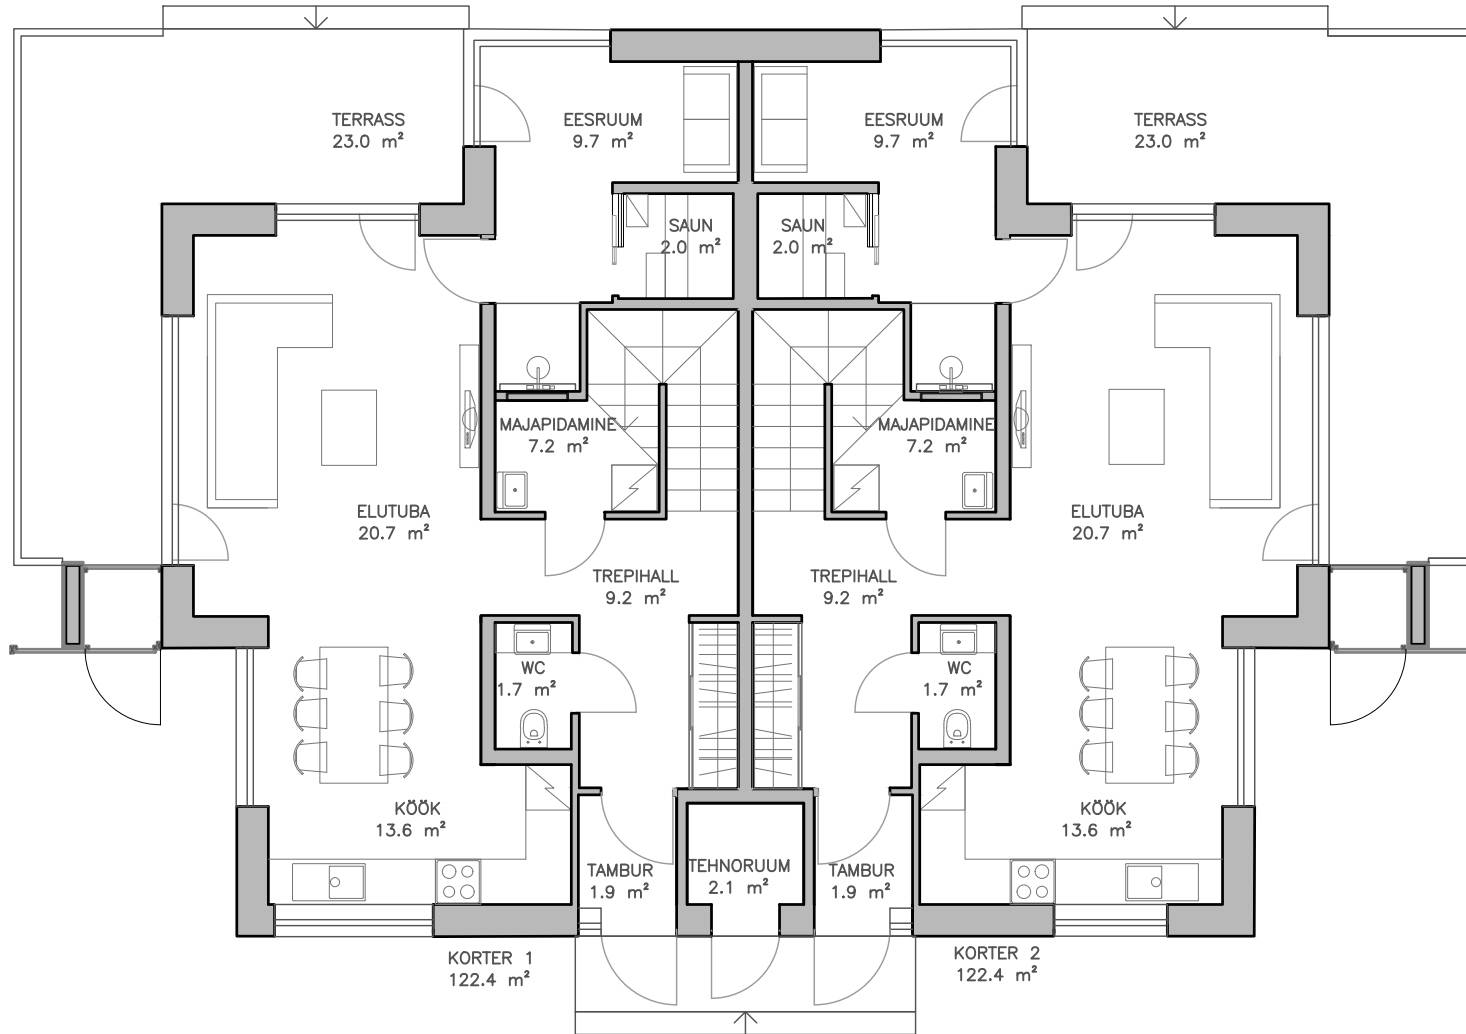 TERRASS
23.0 m²
EESRUUM
9.7 m²
EESRUUM
9.7 m²
TERRASS
23.0 m²
SAUN
2.0 m²
SAUN
2.0 m²
MAJAPIDAMINE
7.2 m²
MAJAPIDAMINE
7.2 m²
ELUTUBA
20.7 m²
ELUTUBA
20.7 m²
TREPIHALL
9.2 m²
TREPIHALL
9.2 m²
WC
1.7 m²
WC
1.7 m²
KÖÖK
13.6 m²
KÖÖK
13.6 m²
TAMBUR
1.9 m²
TEHNORUUM
2.1 m²
TAMBUR
1.9 m²
KORTER 1
122.4 m²
KORTER 2
122.4 m²